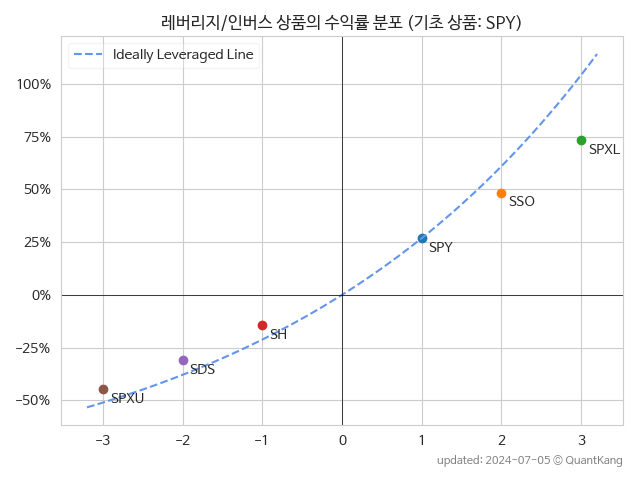 레버리지/인버스 상품의 수익률 분포 (기초 상품: SPY)
Ideally Leveraged Line
100%
75%
50%
25%
0%
−25%
−50%
SPXL
SSO
SPY
SH
SDS
SPXU
−3
−2
−1
0
1
2
3
updated: 2024-07-05 © QuantKang